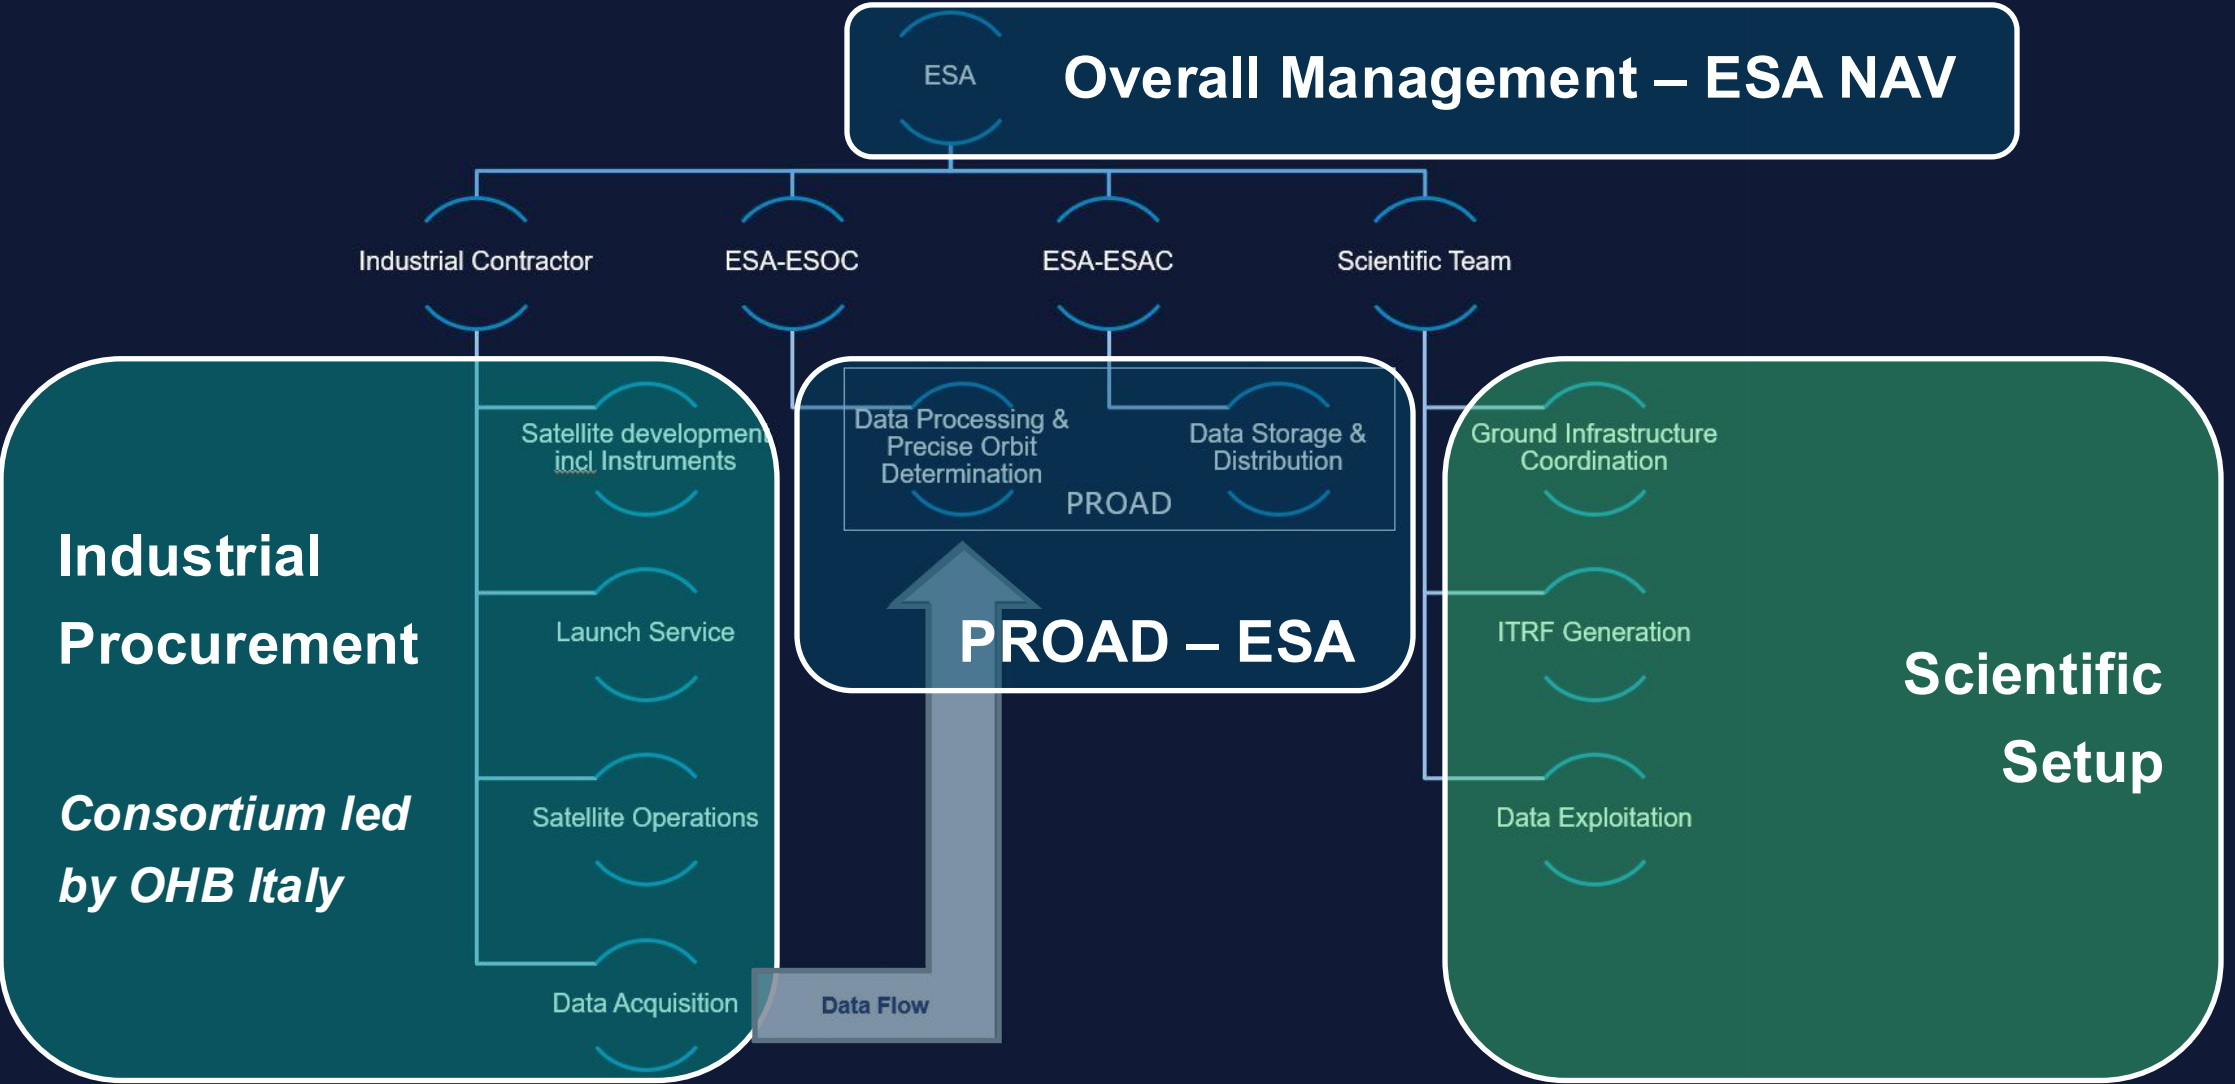 ESA
Overall Management – ESA NAV
Industrial Contractor
ESA-ESOC
ESA-ESAC
Scientific Team
Satellite development
incl Instruments
Launch Service
Satellite Operations
Data Acquisition
Industrial
Procurement
Consortium led
by OHB Italy
Data Processing &
Precise Orbit
Determination
Data Storage &
Distribution
PROAD
PROAD – ESA
Data Flow
Ground Infrastructure
Coordination
ITRF Generation
Data Exploitation
Scientific
Setup